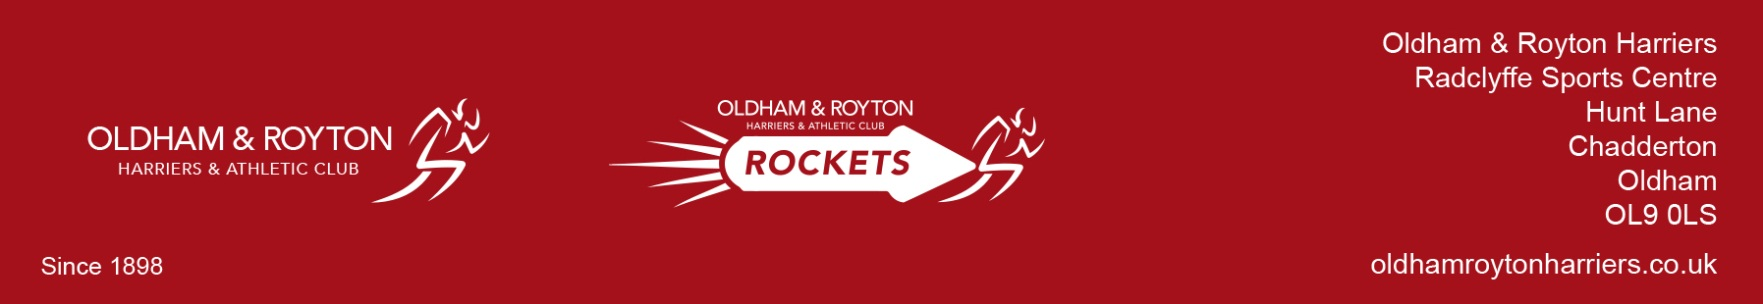 OLDHAM & ROYTON
HARRIERS & ATHLETIC CLUB
Since 1898
OLDHAM & ROYTON
HARRIERS & ATHLETIC CLUB
ROCKETS
Oldham & Royton Harriers
Radclyffe Sports Centre
Hunt Lane
Chadderton
Oldham
OL9 0LS
oldhamroytonharriers.co.uk